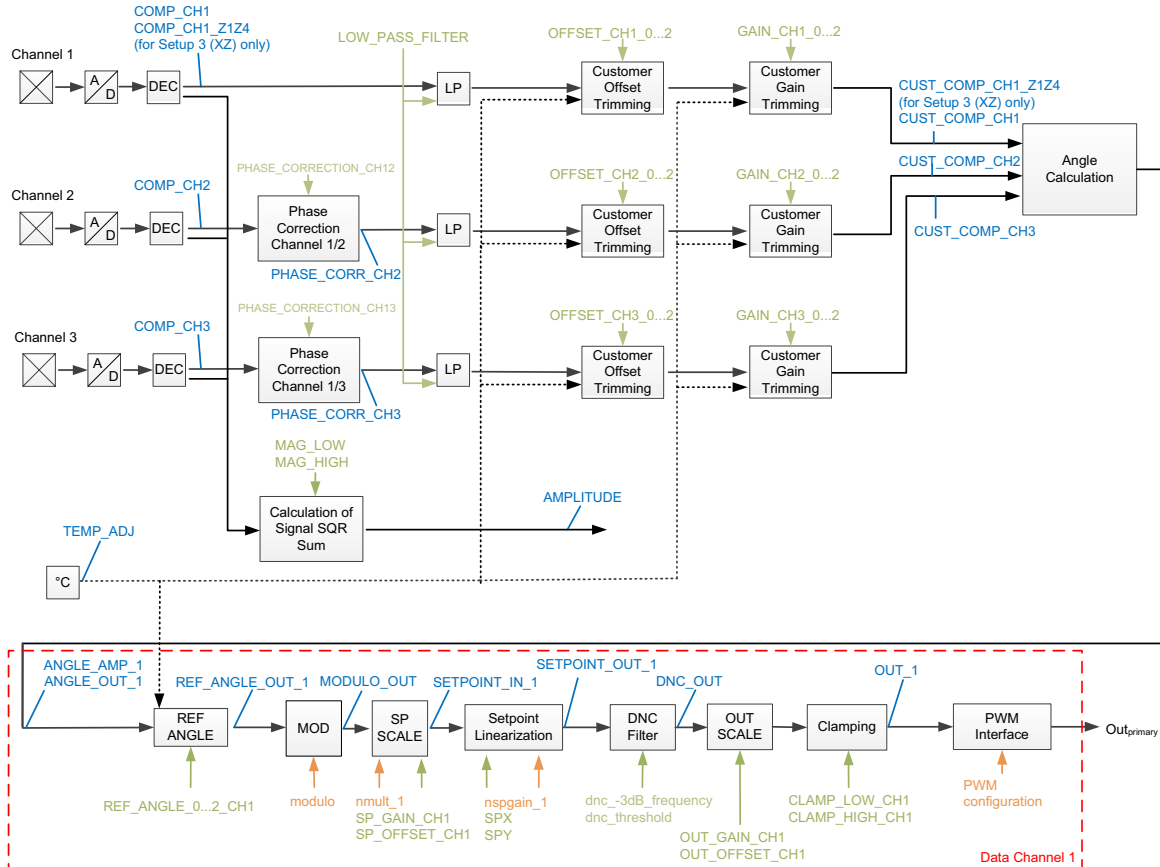 COMP_CH1
COMP_CH1_Z1Z4
(for Setup 3 (XZ) only)
LOW_PASS_FILTER
OFFSET_CH1_0...2
GAIN_CH1_0...2
Channel 1
A
D
DEC
LP
Customer
Offset
Trimming
Customer
Gain
Trimming
CUST_COMP_CH1_Z1Z4
(for Setup 3 (XZ) only)
CUST_COMP_CH1
Angle
Calculation
PHASE_CORRECTION_CH12
OFFSET_CH2_0...2
GAIN_CH2_0...2
CUST_COMP_CH2
Channel 2
COMP_CH2
A
D
DEC
Phase
Correction
Channel 1/2
PHASE_CORR_CH2
LP
Customer
Offset
Trimming
Customer
Gain
Trimming
CUST_COMP_CH3
PHASE_CORRECTION_CH13
OFFSET_CH3_0...2
GAIN_CH3_0...2
Channel 3
COMP_CH3
A
D
DEC
Phase
Correction
Channel 1/3
PHASE_CORR_CH3
LP
Customer
Offset
Trimming
Customer
Gain
Trimming
MAG_LOW
MAG_HIGH
Calculation of
Signal SQR
Sum
AMPLITUDE
TEMP_ADJ
°C
ANGLE_AMP_1
ANGLE_OUT_1
REF_ANGLE_OUT_1
MODULO_OUT
SETPOINT_IN_1
SETPOINT_OUT_1
DNC_OUT
OUT_1
REF
ANGLE
MOD
SP
SCALE
Setpoint
Linearization
DNC
Filter
OUT
SCALE
Clamping
PWM
Interface
Outprimary
REF_ANGLE_0...2_CH1
modulo
nmult_1
SP_GAIN_CH1
SP_OFFSET_CH1
nspgain_1
SPX
SPY
dnc_-3dB_frequency
dnc_threshold
OUT_GAIN_CH1
OUT_OFFSET_CH1
CLAMP_LOW_CH1
CLAMP_HIGH_CH1
PWM
configuration
Data Channel 1